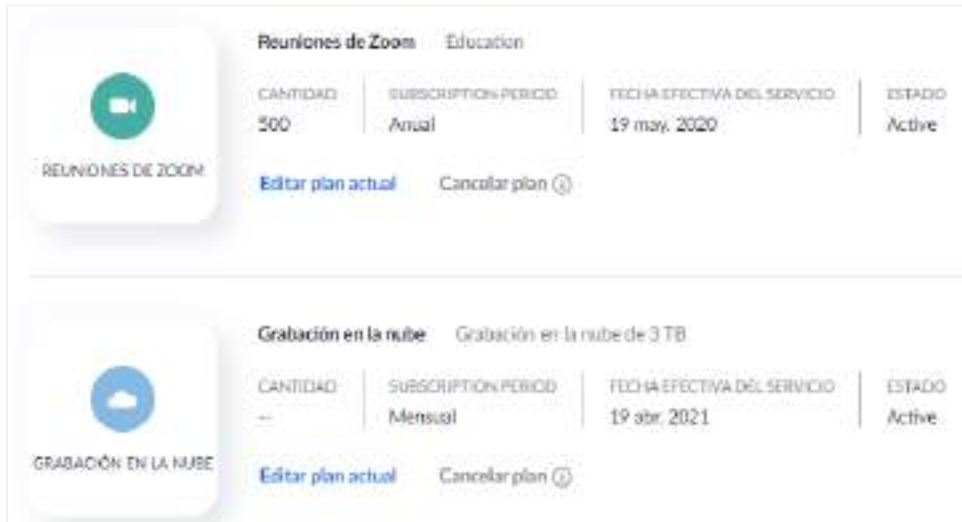 Reuniones de Zoom Education
CANTIDAD SUBSCRIPTION PERIOD FECHA EFECTIVA DEL SERVICIO ESTADO
500 Anual 19 may. 2020 Active
REUNIONES DE ZOOM
Editar plan actual Cancelar plan
Grabación en la nube Grabación en la nube de 3 TB
CANTIDAD SUBSCRIPTION PERIOD FECHA EFECTIVA DEL SERVICIO ESTADO
-- Mensual 19 abr. 2021 Active
GRABACIÓN EN LA NUBE
Editar plan actual Cancelar plan